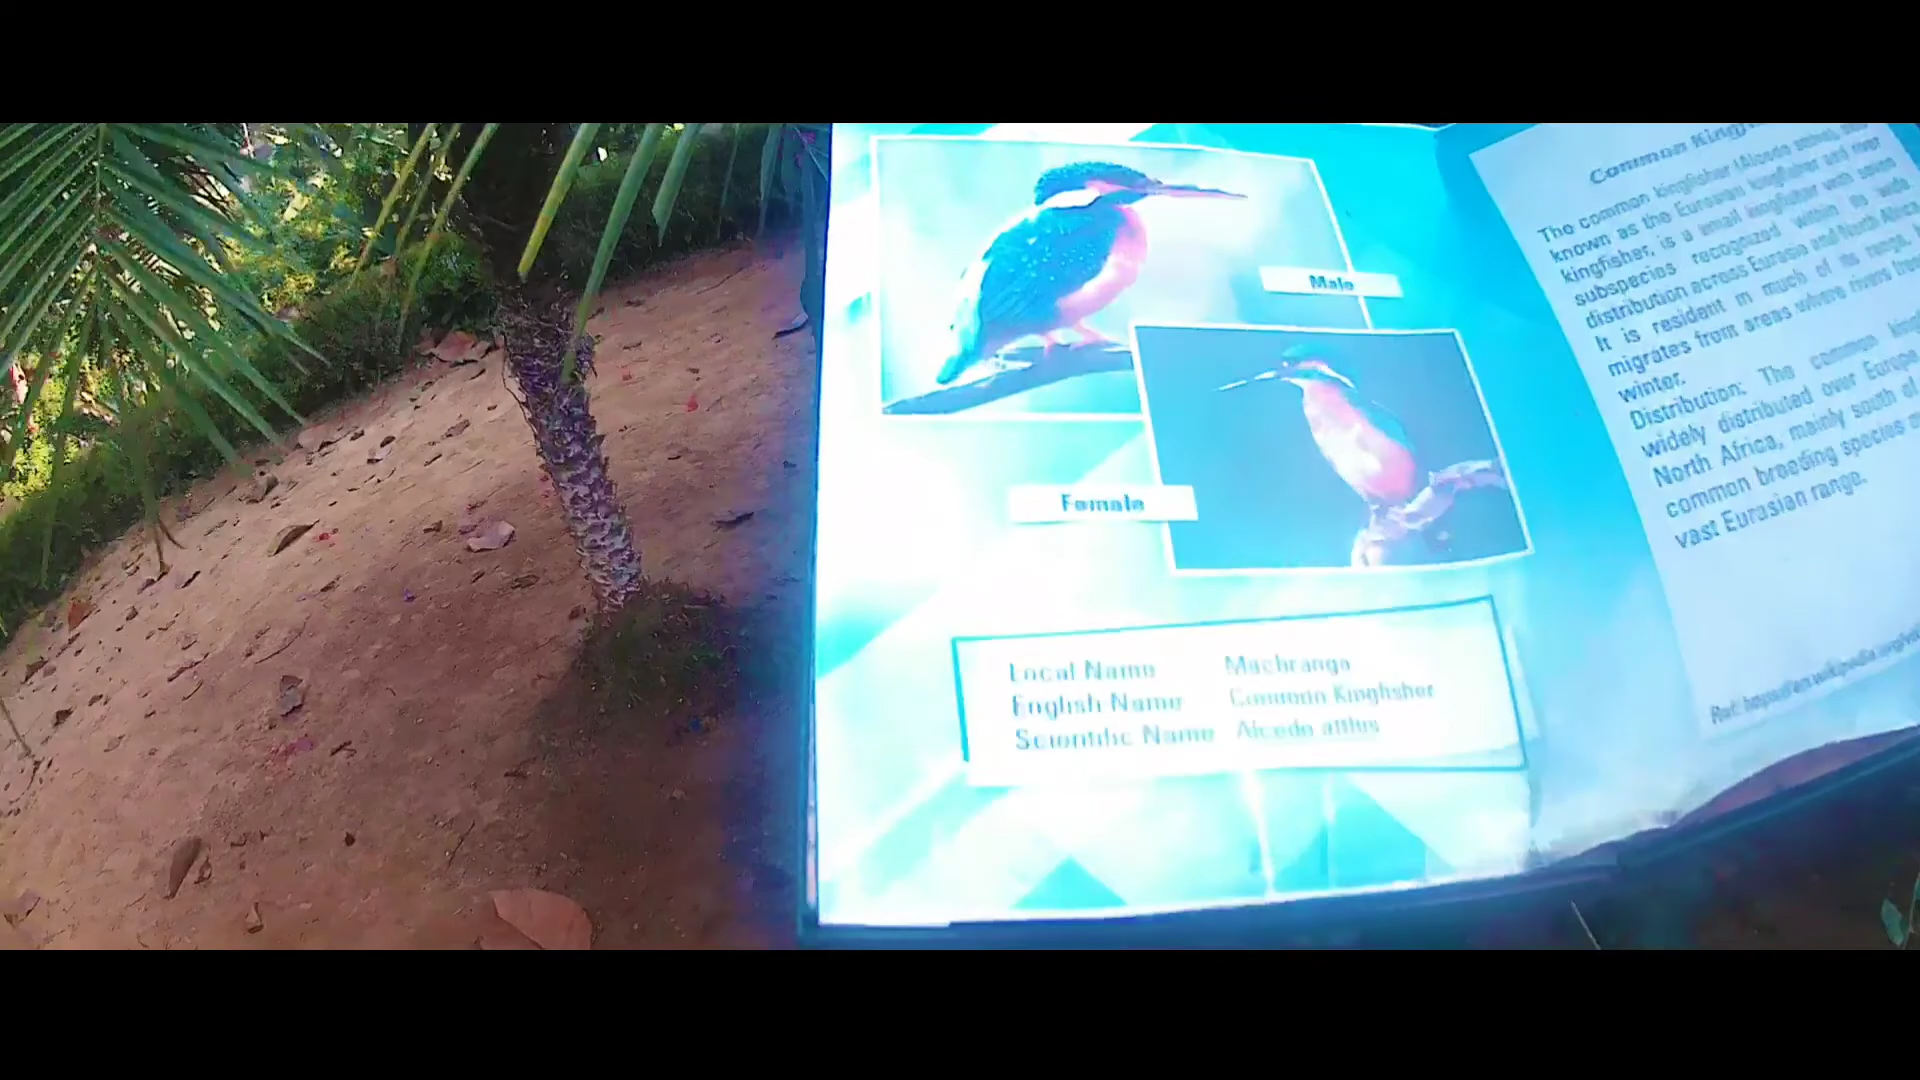 Male
Female
Local Name Machranga
English Name Common Kingfisher
Scientific Name Alcedo atthis
Common
The common kingfisher (Alcedo atthis), also
known as the Eurasian kingfisher and river
kingfisher, is a small kingfisher with seven
subspecies recognized within its wide
distribution across Eurasia and North Africa.
It is resident in much of its range,
migrates from areas where rivers freeze
winter.
Distribution: The common
widely distributed over Europe
North Africa, mainly south of
common breeding species
vast Eurasian range.